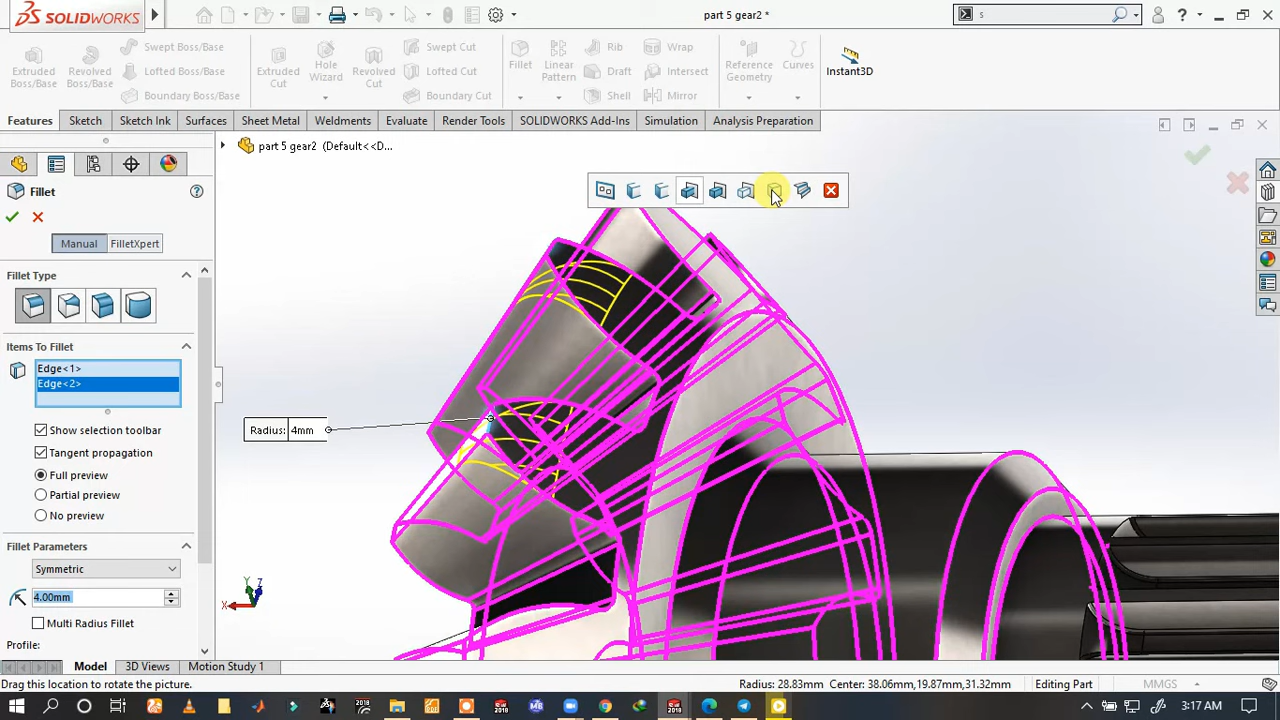 SOLIDWORKS
part 5 gear2 *
s
Extruded Boss/Base
Revolved Boss/Base
Swept Boss/Base
Lofted Boss/Base
Boundary Boss/Base
Extruded Cut
Hole Wizard
Revolved Cut
Swept Cut
Lofted Cut
Boundary Cut
Fillet
Linear Pattern
Rib
Draft
Shell
Wrap
Intersect
Mirror
Reference Geometry
Curves
Instant3D
Features
Sketch
Sketch Ink
Surfaces
Sheet Metal
Weldments
Evaluate
Render Tools
SOLIDWORKS Add-Ins
Simulation
Analysis Preparation
part 5 gear2 (Default<<D...
Fillet
Manual
FilletXpert
Fillet Type
Items To Fillet
Edge<1>
Edge<2>
Show selection toolbar
Tangent propagation
Full preview
Partial preview
No preview
Fillet Parameters
Symmetric
4.00mm
Multi Radius Fillet
Profile:
Radius: 4mm
Y
Z
X
Model
3D Views
Motion Study 1
Drag this location to rotate the picture.
Radius: 28.83mm Center: 38.06mm,19.87mm,31.32mm
Editing Part
MMGS
3:17 AM